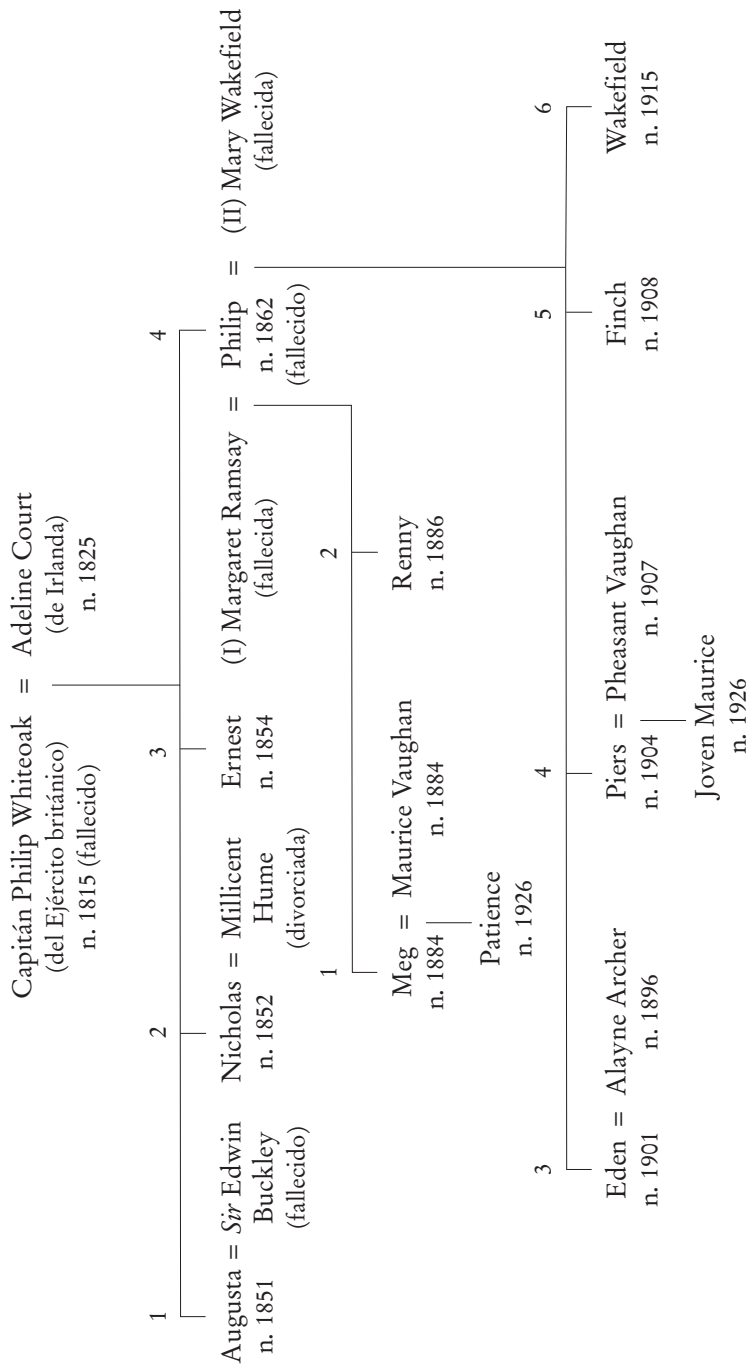 Capitán Philip Whiteoak = Adeline Court
(del Ejército británico) (de Irlanda)
n. 1815 (fallecido) n. 1825
1 2 3 4
Augusta = Sir Edwin Nicholas = Millicent Ernest (I) Margaret Ramsay = Philip = (II) Mary Wakefield
n. 1851 Buckley n. 1852 Hume n. 1854 (fallecida) n. 1862 (fallecida)
(fallecido) (divorciada) (fallecido)
1 2
Meg = Maurice Vaughan Renny
n. 1884 n. 1884 n. 1886
Patience
n. 1926
3 4 5 6
Eden = Alayne Archer Piers = Pheasant Vaughan Finch Wakefield
n. 1901 n. 1896 n. 1904 n. 1907 n. 1908 n. 1915
Joven Maurice
n. 1926